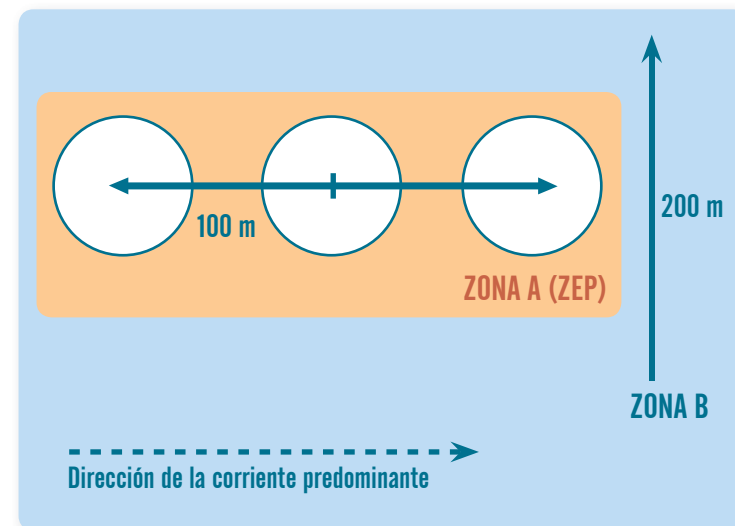 200 m
100 m
ZONA A (ZEP)
ZONA B
Dirección de la corriente predominante